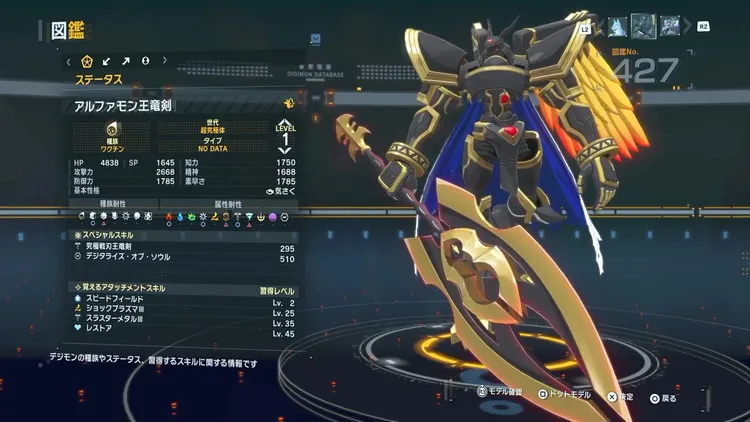 図鑑
L2
R2
図鑑No.
427
DIGIMON DATABASE
ステータス
アルファモン王竜剣
種族
ワクチン
世代
超究極体
タイプ
NO DATA
LEVEL
1
HP 4838 SP 1645 知力 1750
攻撃力 2668 精神 1688
防御力 1785 素早さ 1785
基本性格 気さく
種族耐性 属性耐性
スペシャルスキル
究極戦刃王竜剣 295
デジタライズ・オブ・ソウル 510
覚えるアタッチメントスキル 習得レベル
スピードフィールド Lv. 2
ショックプラズマⅢ Lv. 25
スラスターメタルⅢ Lv. 35
レストア Lv. 45
デジモンの種族やステータス、習得するスキルに関する情報です
モデル確認 ドットモデル 決定 戻る